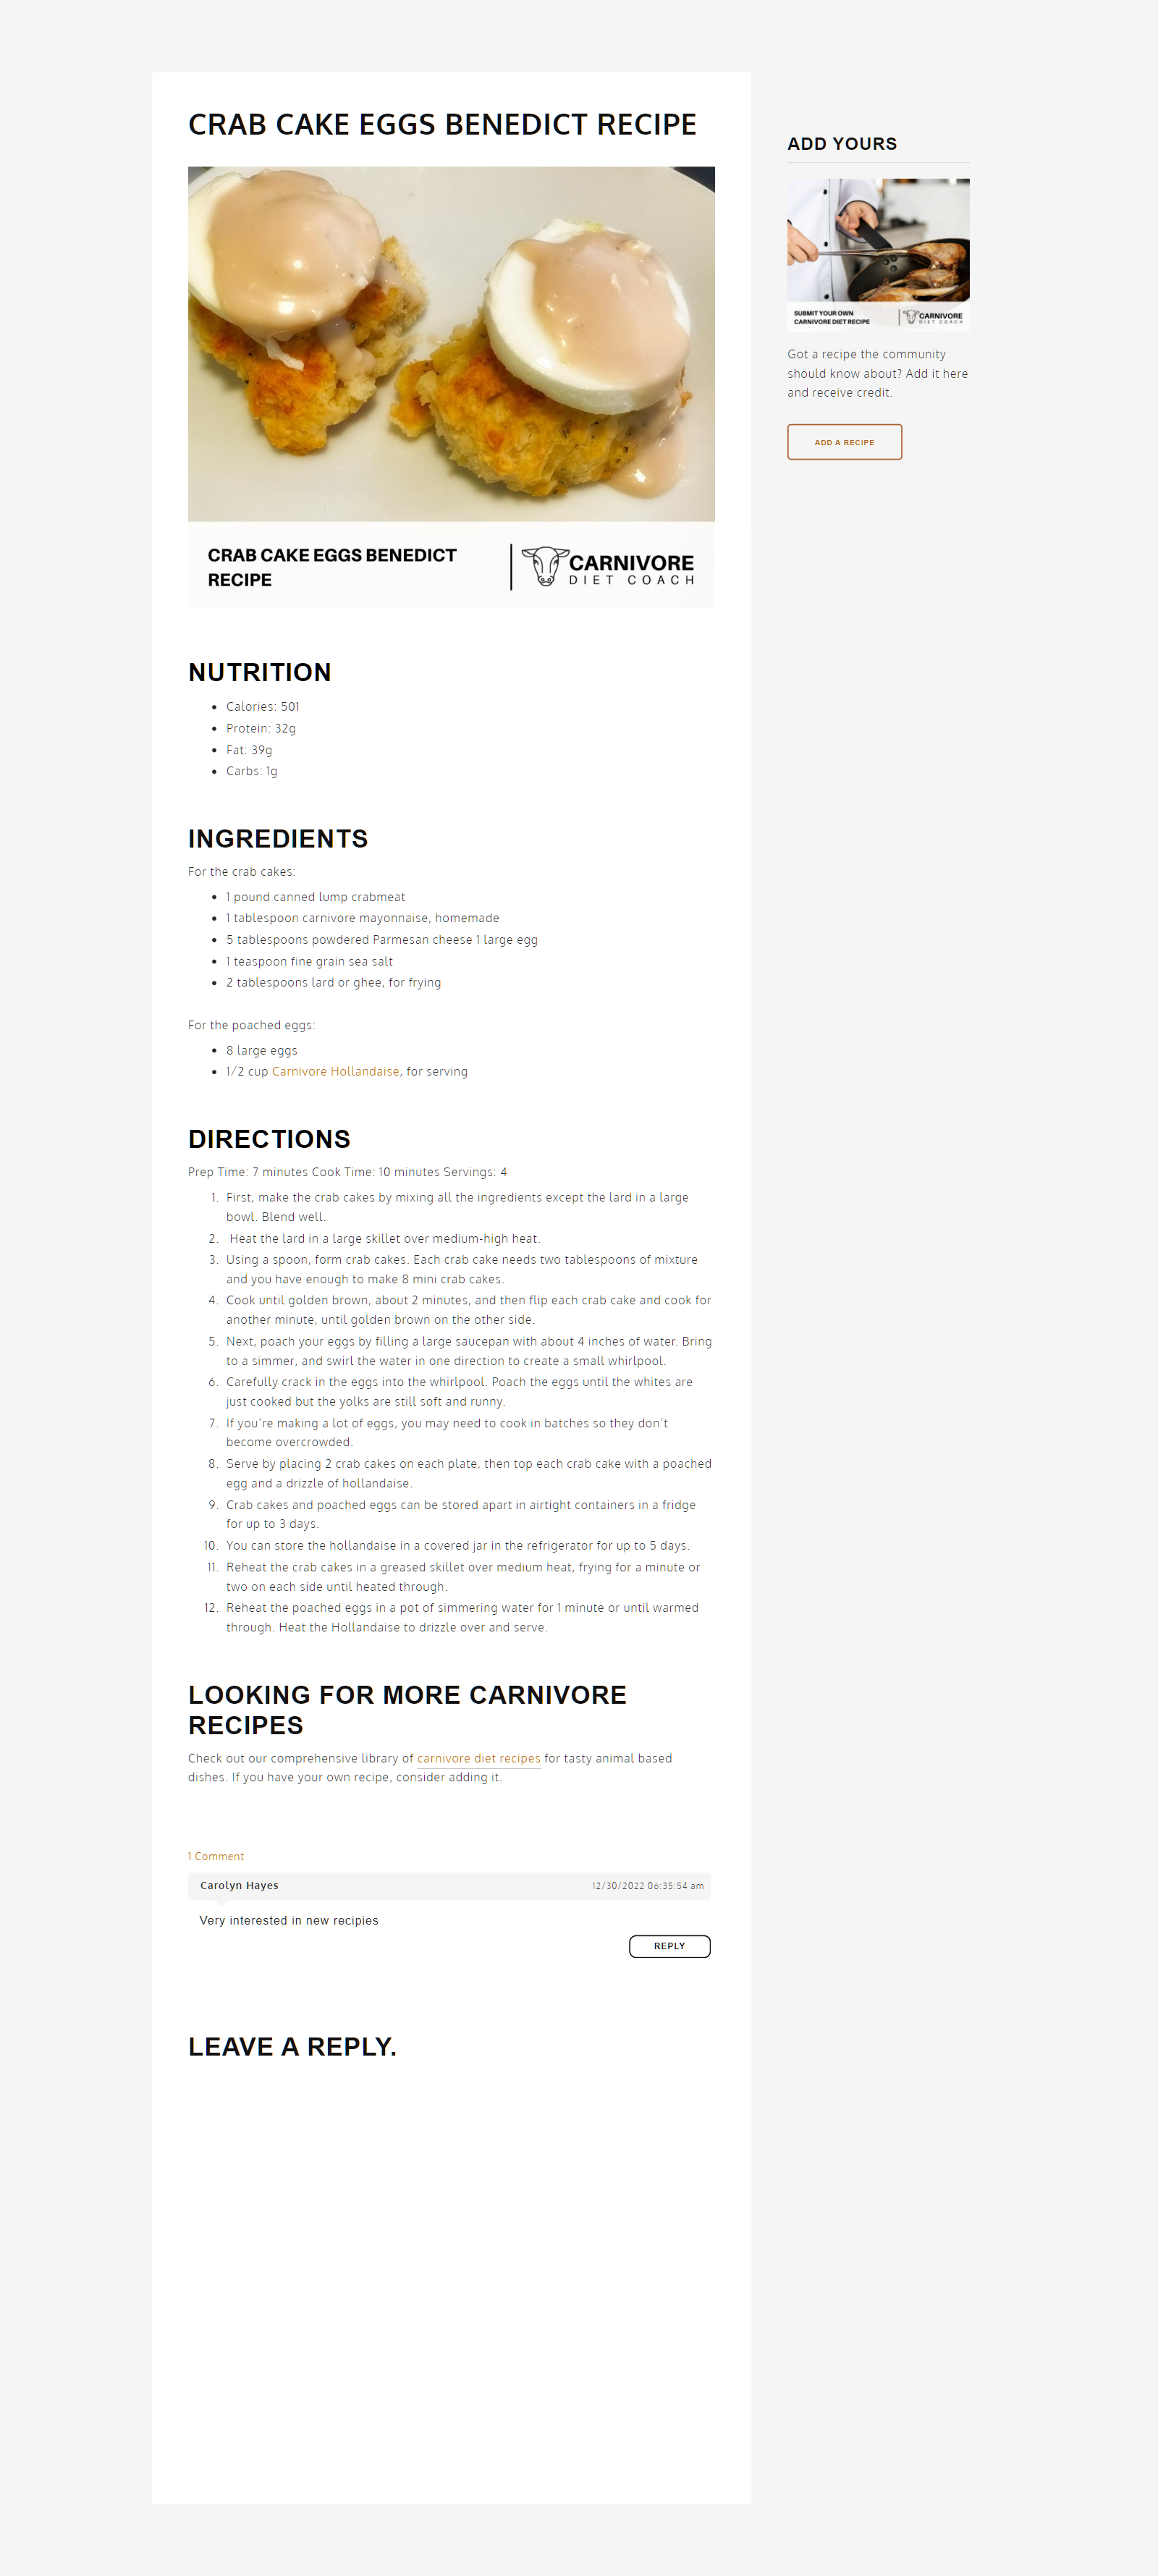 CRAB CAKE EGGS BENEDICT RECIPE
CRAB CAKE EGGS BENEDICT
RECIPE
CARNIVORE
DIET COACH
NUTRITION
Calories: 501
Protein: 32g
Fat: 39g
Carbs: 1g
INGREDIENTS
For the crab cakes:
1 pound canned lump crabmeat
1 tablespoon carnivore mayonnaise, homemade
5 tablespoons powdered Parmesan cheese 1 large egg
1 teaspoon fine grain sea salt
2 tablespoons lard or ghee, for frying
For the poached eggs:
8 large eggs
1/2 cup Carnivore Hollandaise, for serving
DIRECTIONS
Prep Time: 7 minutes Cook Time: 10 minutes Servings: 4
1. First, make the crab cakes by mixing all the ingredients except the lard in a large
bowl. Blend well.
2. Heat the lard in a large skillet over medium-high heat.
3. Using a spoon, form crab cakes. Each crab cake needs two tablespoons of mixture
and you have enough to make 8 mini crab cakes.
4. Cook until golden brown, about 2 minutes, and then flip each crab cake and cook for
another minute, until golden brown on the other side.
5. Next, poach your eggs by filling a large saucepan with about 4 inches of water. Bring
to a simmer, and swirl the water in one direction to create a small whirlpool.
6. Carefully crack in the eggs into the whirlpool. Poach the eggs until the whites are
just cooked but the yolks are still soft and runny.
7. If you're making a lot of eggs, you may need to cook in batches so they don't
become overcrowded.
8. Serve by placing 2 crab cakes on each plate, then top each crab cake with a poached
egg and a drizzle of hollandaise.
9. Crab cakes and poached eggs can be stored apart in airtight containers in a fridge
for up to 3 days.
10. You can store the hollandaise in a covered jar in the refrigerator for up to 5 days.
11. Reheat the crab cakes in a greased skillet over medium heat, frying for a minute or
two on each side until heated through.
12. Reheat the poached eggs in a pot of simmering water for 1 minute or until warmed
through. Heat the Hollandaise to drizzle over and serve.
LOOKING FOR MORE CARNIVORE
RECIPES
Check out our comprehensive library of carnivore diet recipes for tasty animal based
dishes. If you have your own recipe, consider adding it.
1 Comment
Carolyn Hayes 12/30/2022 06:35:54 am
Very interested in new recipies
REPLY
LEAVE A REPLY.
ADD YOURS
SUBMIT YOUR OWN
CARNIVORE DIET RECIPE
CARNIVORE
DIET COACH
Got a recipe the community
should know about? Add it here
and receive credit.
ADD A RECIPE